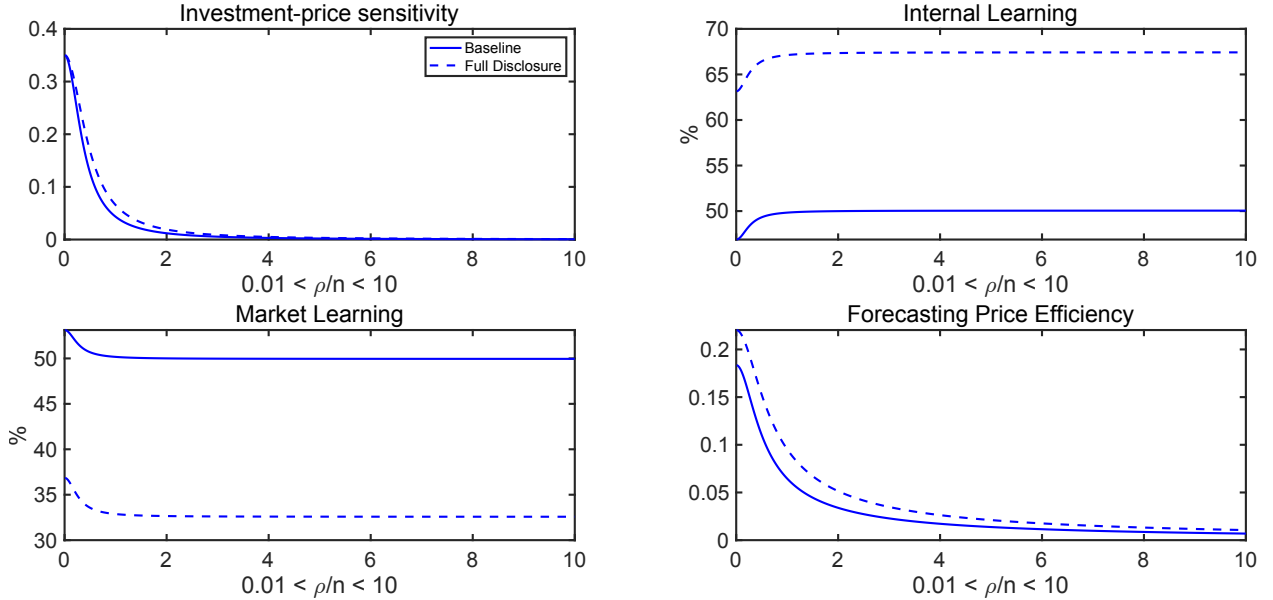 Investment-price sensitivity
0.4
0.3
0.2
0.1
0
0 2 4 6 8 10
0.01 < ρ/n < 10
Baseline
Full Disclosure
Internal Learning
70
65
60
55
50
%
0 2 4 6 8 10
0.01 < ρ/n < 10
Market Learning
50
45
40
35
30
%
0 2 4 6 8 10
0.01 < ρ/n < 10
Forecasting Price Efficiency
0.2
0.15
0.1
0.05
0
0 2 4 6 8 10
0.01 < ρ/n < 10